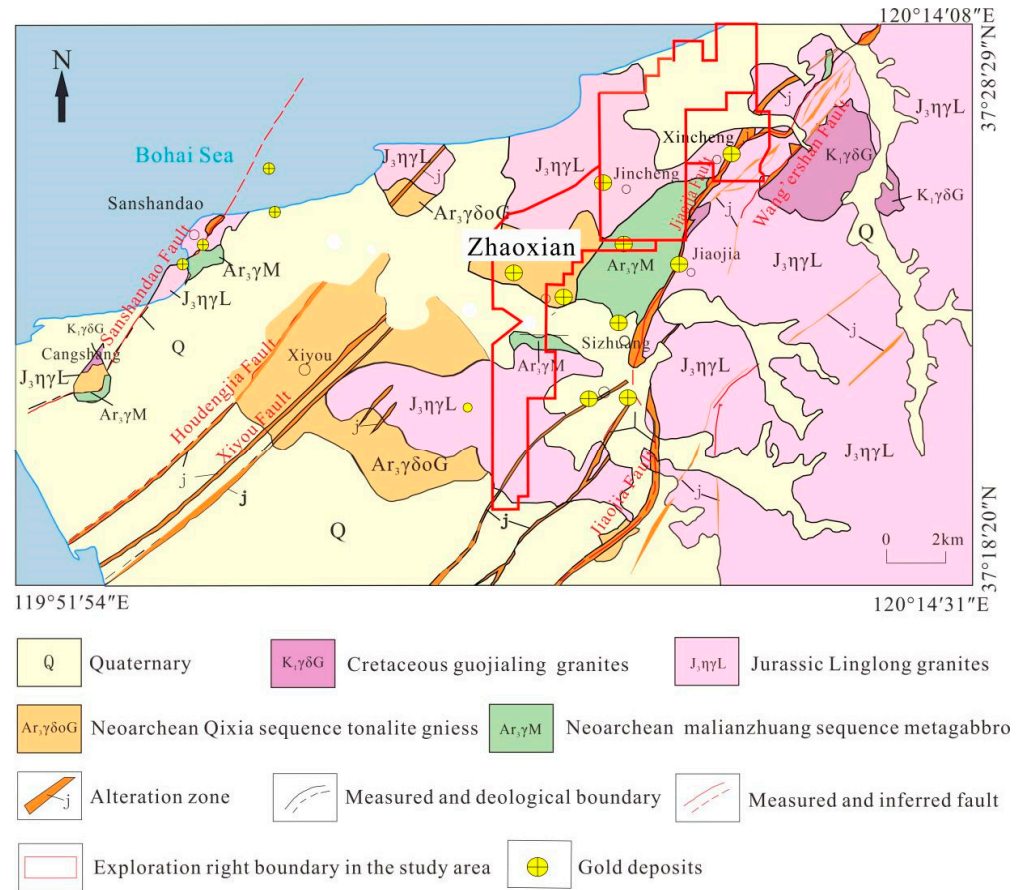 120°14′08″E
N
37°28′29″N
J₃ηγL
j
Xincheng
Bohai Sea
J₃ηγL
j
J₃ηγL
Jincheng
j
K₁γδG
Wang'ershan Fault
K₁γδG
Jiaojia Fault
Sanshandao
Ar₃γδoG
Zhaoxian
j
Q
Sanshandao Fault
Ar₃γM
Ar₃γM
Jiaojia
J₃ηγL
J₃ηγL
K₁γδG
Cangshang
Q
Houdengjia Fault
Xiyou
Sizhuang
j
j
Ar₃γM
J₃ηγL
J₃ηγL
Ar₃γM
Xiyou Fault
J₃ηγL
j
J₃ηγL
j
j
Ar₃γδoG
Jiaojia Fault
j
Q
j
j
0 2km
37°18′20″N
119°51′54″E
120°14′31″E
Q Quaternary
K₁γδG Cretaceous guojialing granites
J₃ηγL Jurassic Linglong granites
Ar₃γδoG Neoarchean Qixia sequence tonalite gniess
Ar₃γM Neoarchean malianzhuang sequence metagabbro
j Alteration zone
Measured and deological boundary
Measured and inferred fault
Exploration right boundary in the study area
Gold deposits